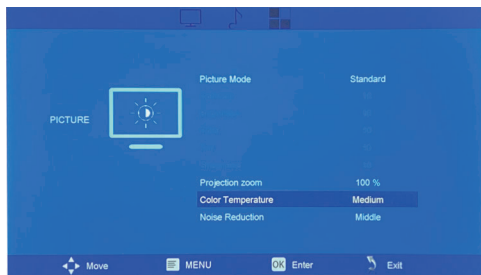 Picture Mode Standard
PICTURE
Projection zoom 100 %
Color Temperature Medium
Noise Reduction Middle
Move MENU OK Enter Exit